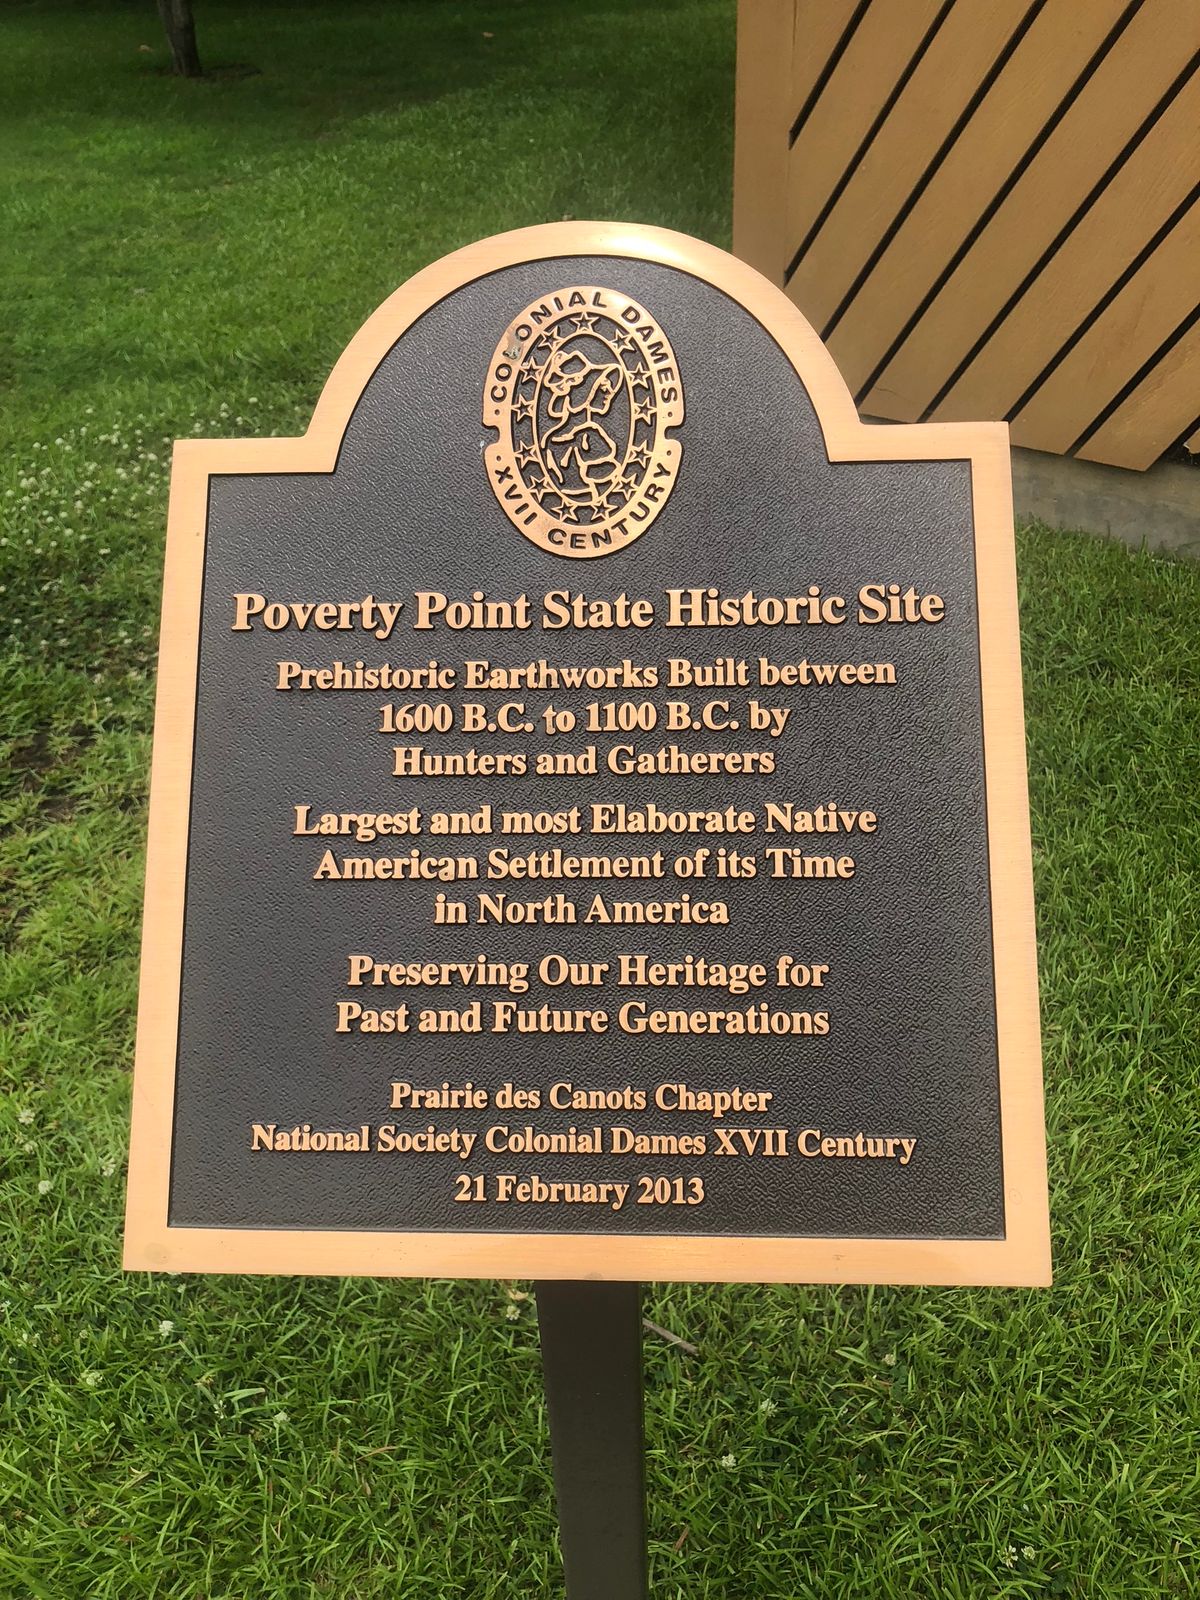 COLONIAL DAMES
XVII CENTURY
Poverty Point State Historic Site
Prehistoric Earthworks Built between
1600 B.C. to 1100 B.C. by
Hunters and Gatherers
Largest and most Elaborate Native
American Settlement of its Time
in North America
Preserving Our Heritage for
Past and Future Generations
Prairie des Canots Chapter
National Society Colonial Dames XVII Century
21 February 2013